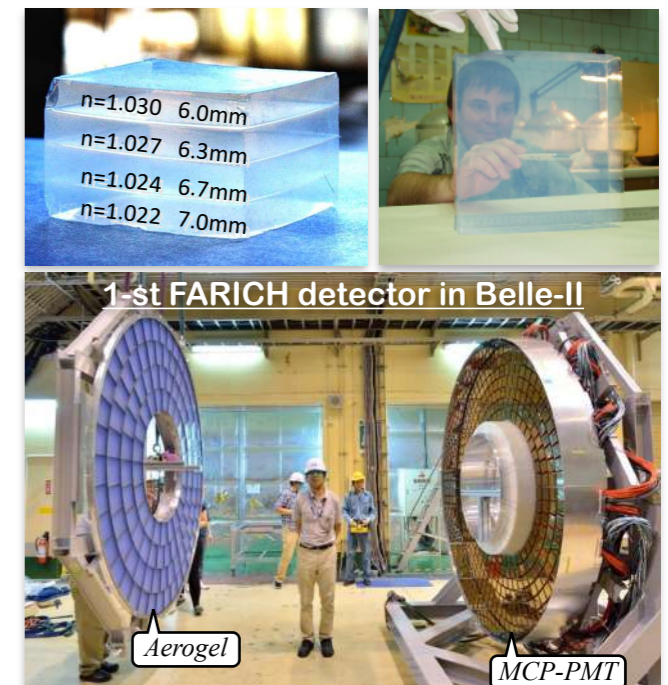 n=1.030 6.0mm
n=1.027 6.3mm
n=1.024 6.7mm
n=1.022 7.0mm
1-st FARICH detector in Belle-II
Aerogel
MCP-PMT